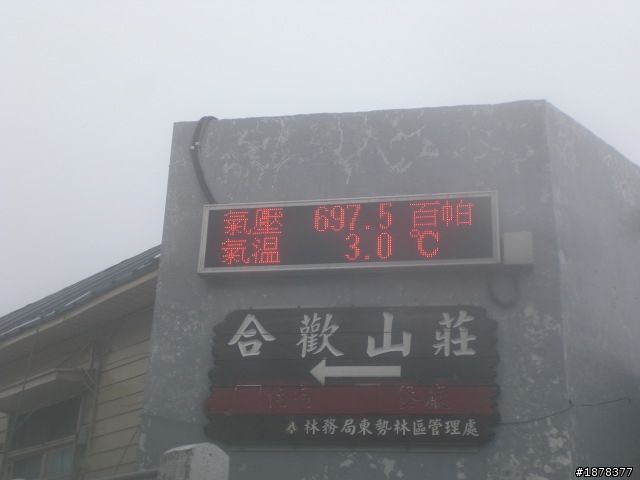 氣壓 697.5 百帕
氣溫 3.0 ℃
合歡山莊
林務局東勢林區管理處
#1878377